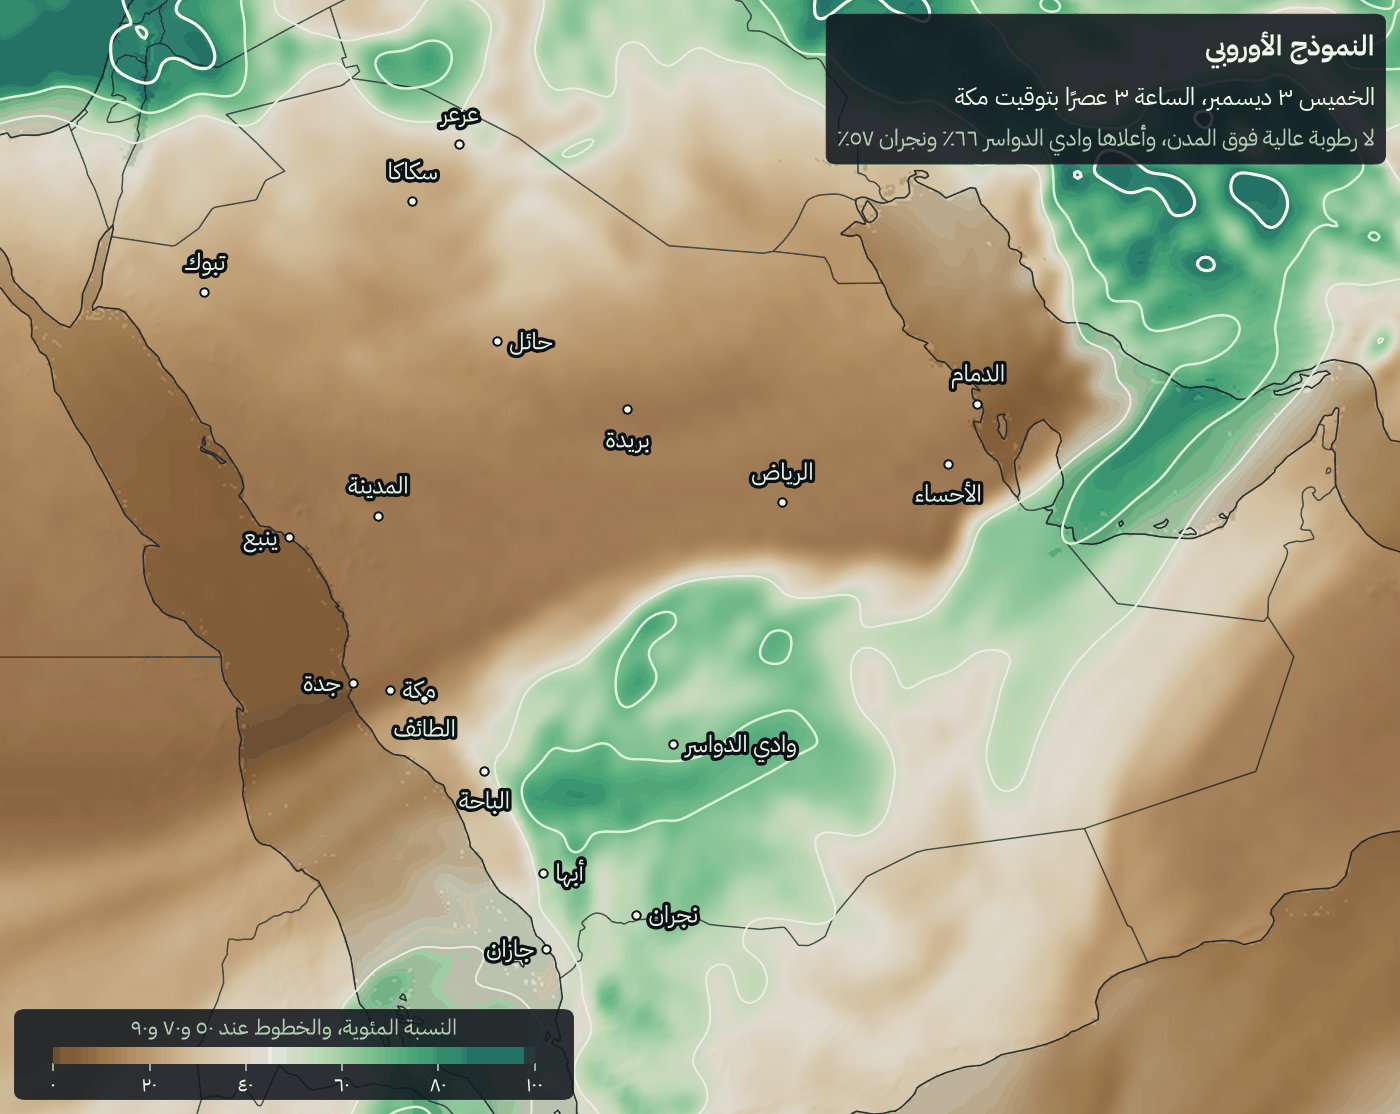 النموذج الأوروبي
الخميس ٣ ديسمبر، الساعة ٣ عصرًا بتوقيت مكة
لا رطوبة عالية فوق المدن، وأعلاها وادي الدواسر ٦٦٪ ونجران ٥٧٪
عرعر
سكاكا
تبوك
حائل
الدمام
بريدة
الرياض
الأحساء
المدينة
ينبع
جدة
مكة
الطائف
وادي الدواسر
الباحة
أبها
نجران
جازان
النسبة المئوية، والخطوط عند ٥٠ و٧٠ و٩٠
٠ ٢٠ ٤٠ ٦٠ ٨٠ ١٠٠